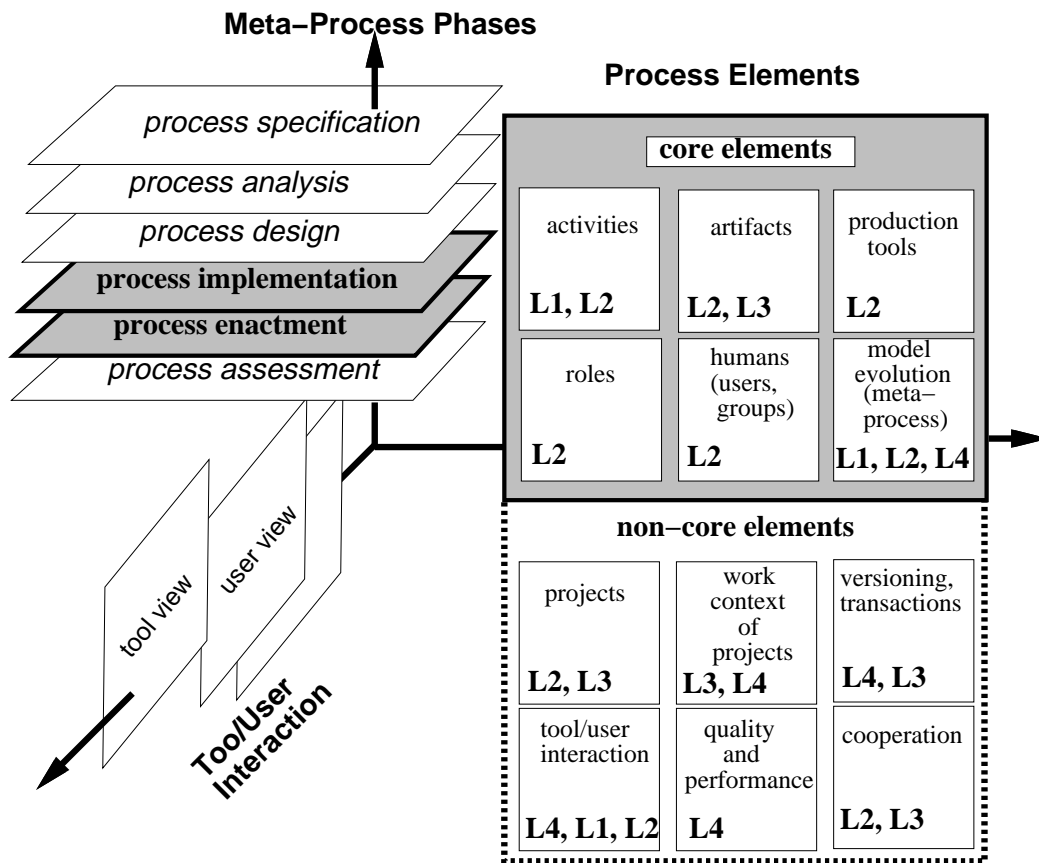 Meta−Process Phases
process specification
process analysis
process design
process implementation
process enactment
process assessment
tool view
user view
Too/User
Interaction
Process Elements
core elements
activities
L1, L2
artifacts
L2, L3
production
tools
L2
roles
L2
humans
(users,
groups)
L2
model
evolution
(meta−
process)
L1, L2, L4
non−core elements
projects
L2, L3
work
context
of
projects
L3, L4
versioning,
transactions
L4, L3
tool/user
interaction
L4, L1, L2
quality
and
performance
L4
cooperation
L2, L3